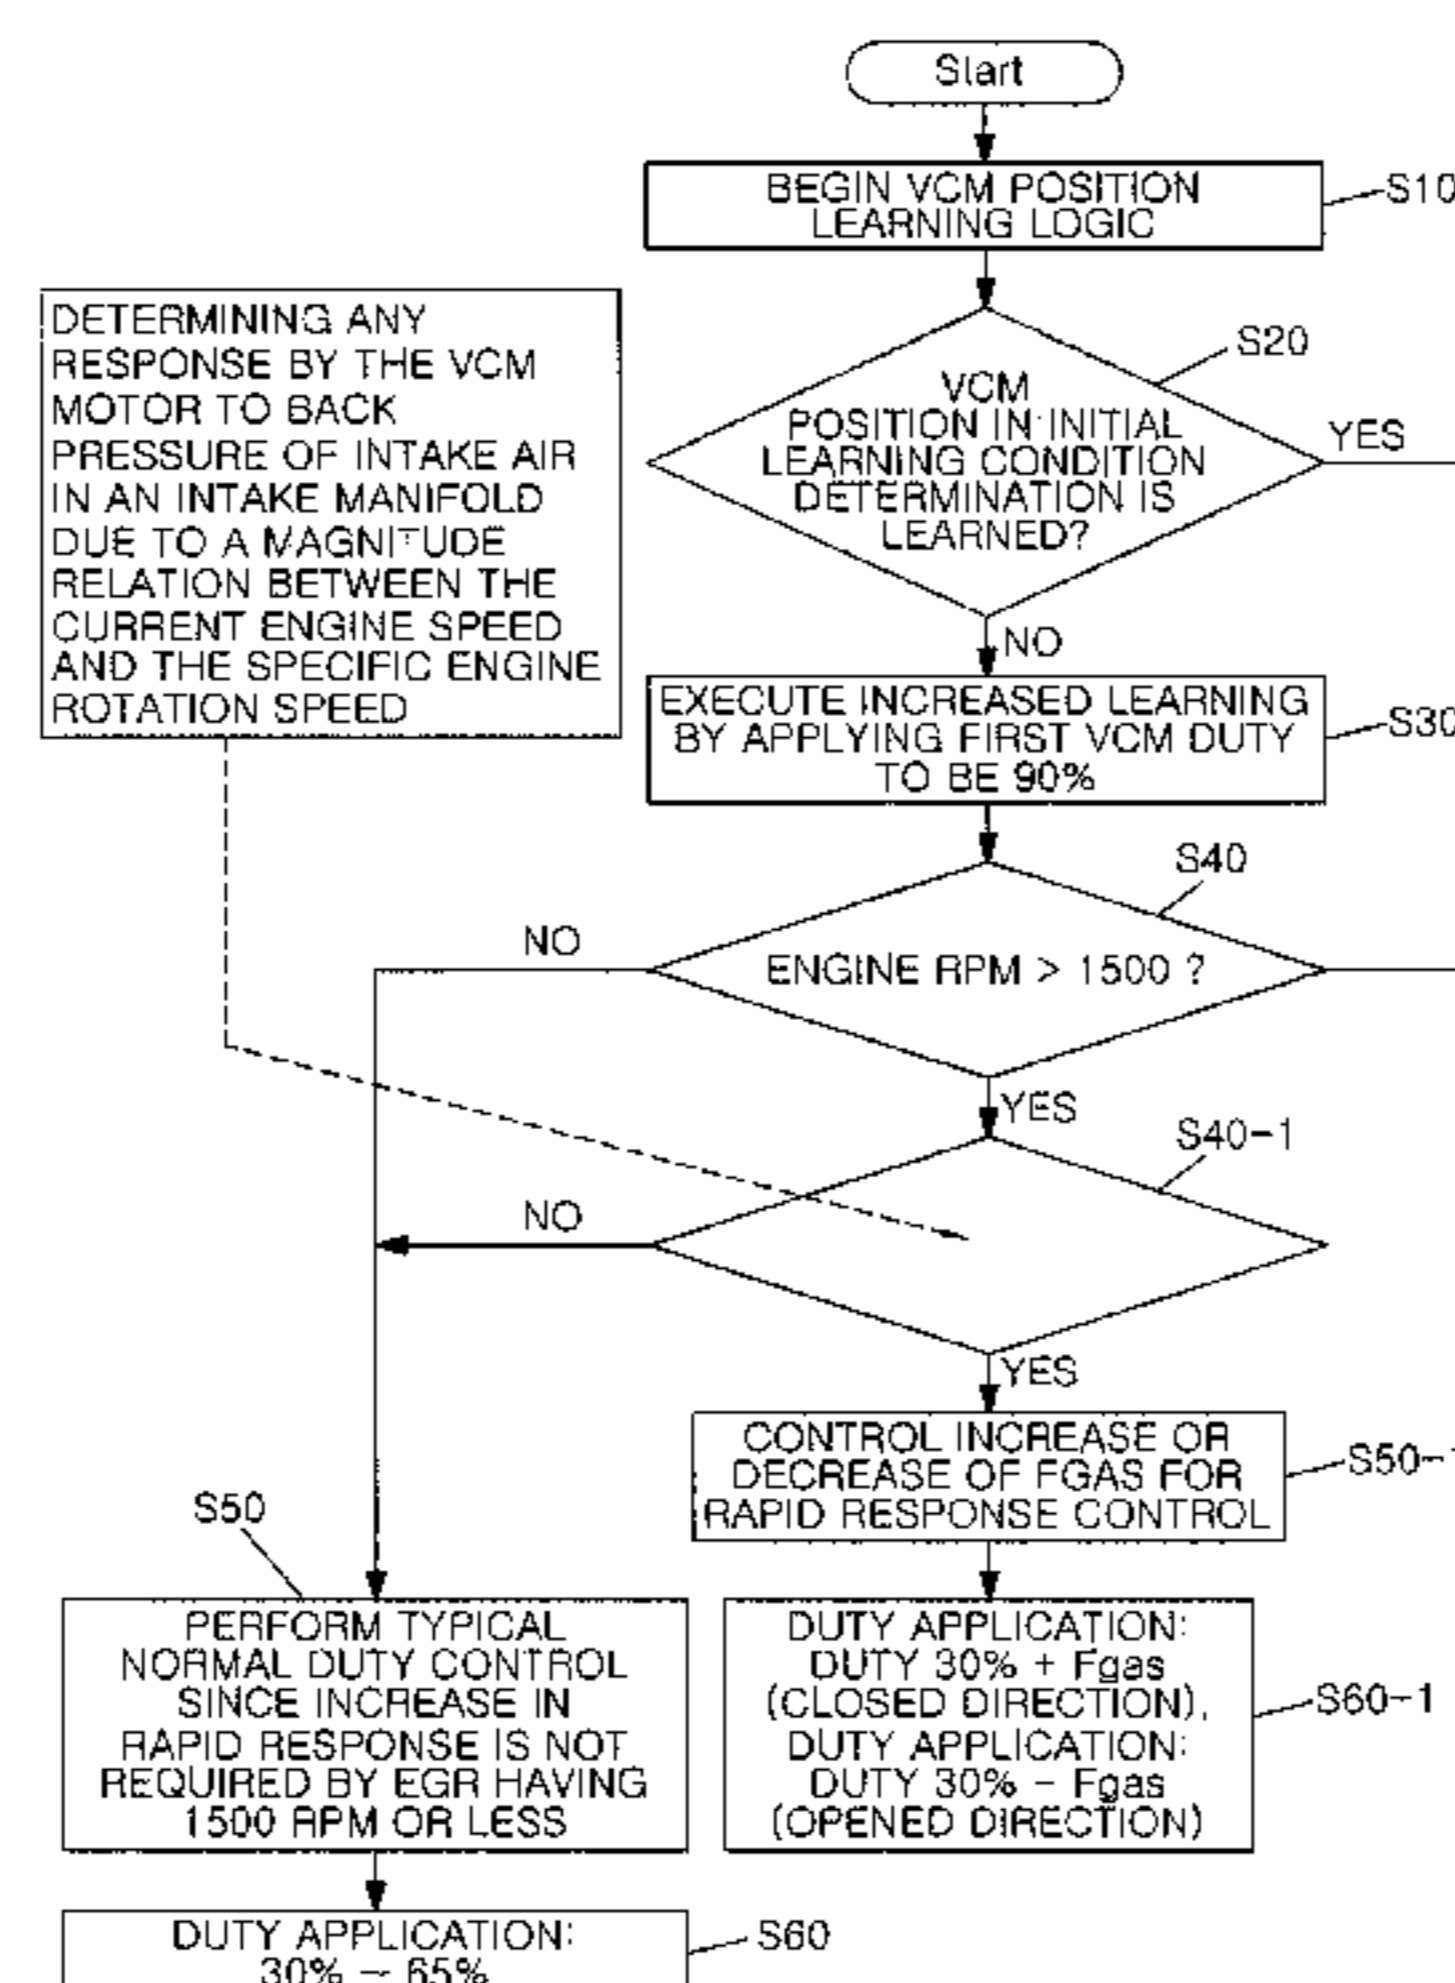 Start
BEGIN VCM POSITION
LEARNING LOGIC
S10
DETERMINING ANY
RESPONSE BY THE VCM
MOTOR TO BACK
PRESSURE OF INTAKE AIR
IN AN INTAKE MANIFOLD
DUE TO A MAGNITUDE
RELATION BETWEEN THE
CURRENT ENGINE SPEED
AND THE SPECIFIC ENGINE
ROTATION SPEED
S20
VCM
POSITION IN INITIAL
LEARNING CONDITION
DETERMINATION IS
LEARNED?
YES
NO
EXECUTE INCREASED LEARNING
BY APPLYING FIRST VCM DUTY
TO BE 90%
S30
S40
NO
ENGINE RPM > 1500 ?
YES
S40-1
NO
YES
CONTROL INCREASE OR
DECREASE OF FGAS FOR
RAPID RESPONSE CONTROL
S50-
S50
PERFORM TYPICAL
NORMAL DUTY CONTROL
SINCE INCREASE IN
RAPID RESPONSE IS NOT
REQUIRED BY EGR HAVING
1500 RPM OR LESS
DUTY APPLICATION:
DUTY 30% + Fgas
(CLOSED DIRECTION),
DUTY APPLICATION:
DUTY 30% - Fgas
(OPENED DIRECTION)
S60-1
DUTY APPLICATION:
30% - 65%
S60